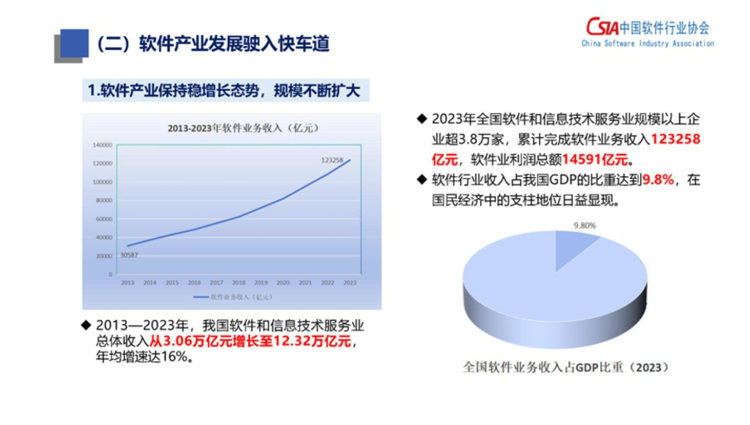 （二）软件产业发展驶入快车道
CSIA中国软件行业协会
China Software Industry Association
1.软件产业保持稳增长态势，规模不断扩大
2013-2023年软件业务收入（亿元）
140000
120000
100000
80000
60000
40000
20000
0
123258
30587
2013 2014 2015 2016 2017 2018 2019 2020 2021 2022 2023
软件业务收入（亿元）
◆ 2013—2023年，我国软件和信息技术服务业
总体收入从3.06万亿元增长至12.32万亿元，
年均增速达16%。
◆ 2023年全国软件和信息技术服务业规模以上企
业超3.8万家，累计完成软件业务收入123258
亿元，软件业利润总额14591亿元。
◆ 软件行业收入占我国GDP的比重达到9.8%，在
国民经济中的支柱地位日益显现。
9.80%
全国软件业务收入占GDP比重（2023）